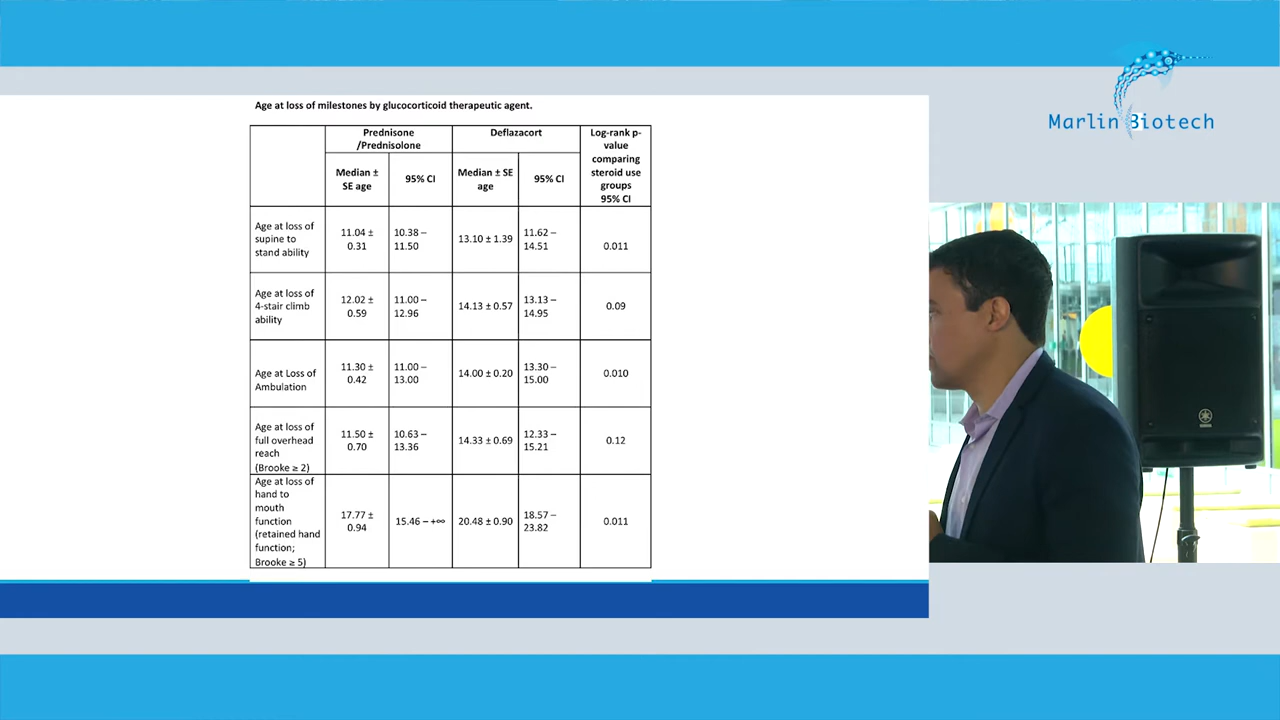 Marlin Biotech
Age at loss of milestones by glucocorticoid therapeutic agent.
Prednisone
/Prednisolone
Deflazacort
Log-rank p-
value
comparing
steroid use
groups
95% CI
Median ±
SE age
95% CI
Median ± SE
age
95% CI
Age at loss of
supine to
stand ability
11.04 ±
0.31
10.38 –
11.50
13.10 ± 1.39
11.62 –
14.51
0.011
Age at loss of
4-stair climb
ability
12.02 ±
0.59
11.00 –
12.96
14.13 ± 0.57
13.13 –
14.95
0.09
Age at Loss of
Ambulation
11.30 ±
0.42
11.00 –
13.00
14.00 ± 0.20
13.30 –
15.00
0.010
Age at loss of
full overhead
reach
(Brooke ≥ 2)
11.50 ±
0.70
10.63 –
13.36
14.33 ± 0.69
12.33 –
15.21
0.12
Age at loss of
hand to
mouth
function
(retained hand
function;
Brooke ≥ 5)
17.77 ±
0.94
15.46 – +∞
20.48 ± 0.90
18.57 –
23.82
0.011